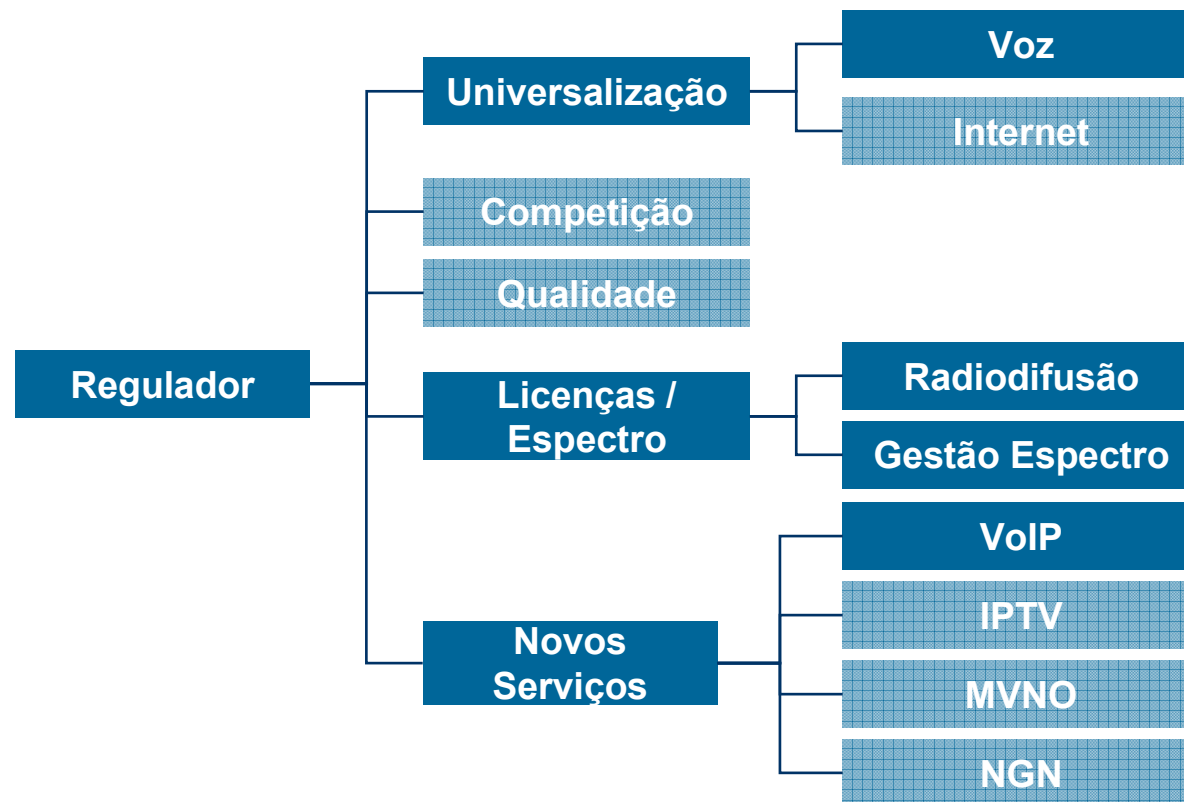 Regulador
Universalização
Voz
Internet
Competição
Qualidade
Licenças /
Espectro
Radiodifusão
Gestão Espectro
Novos
Serviços
VoIP
IPTV
MVNO
NGN